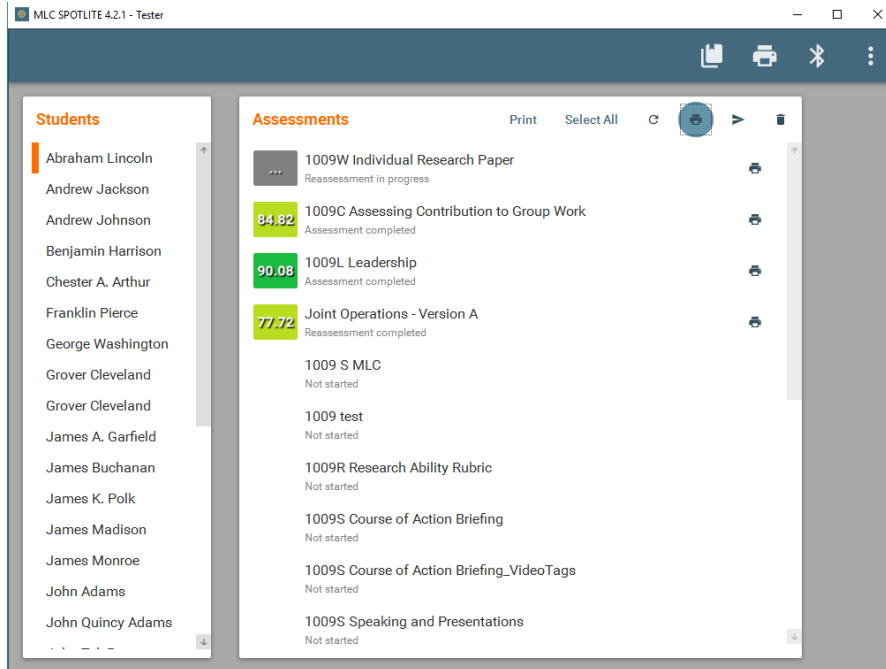 MLC SPOTLITE 4.2.1 - Tester
Students
Abraham Lincoln
Andrew Jackson
Andrew Johnson
Benjamin Harrison
Chester A. Arthur
Franklin Pierce
George Washington
Grover Cleveland
Grover Cleveland
James A. Garfield
James Buchanan
James K. Polk
James Madison
James Monroe
John Adams
John Quincy Adams
Assessments Print Select All
... 1009W Individual Research Paper
Reassessment in progress
84.82 1009C Assessing Contribution to Group Work
Assessment completed
90.08 1009L Leadership
Assessment completed
77.72 Joint Operations - Version A
Reassessment completed
1009 S MLC
Not started
1009 test
Not started
1009R Research Ability Rubric
Not started
1009S Course of Action Briefing
Not started
1009S Course of Action Briefing_VideoTags
Not started
1009S Speaking and Presentations
Not started